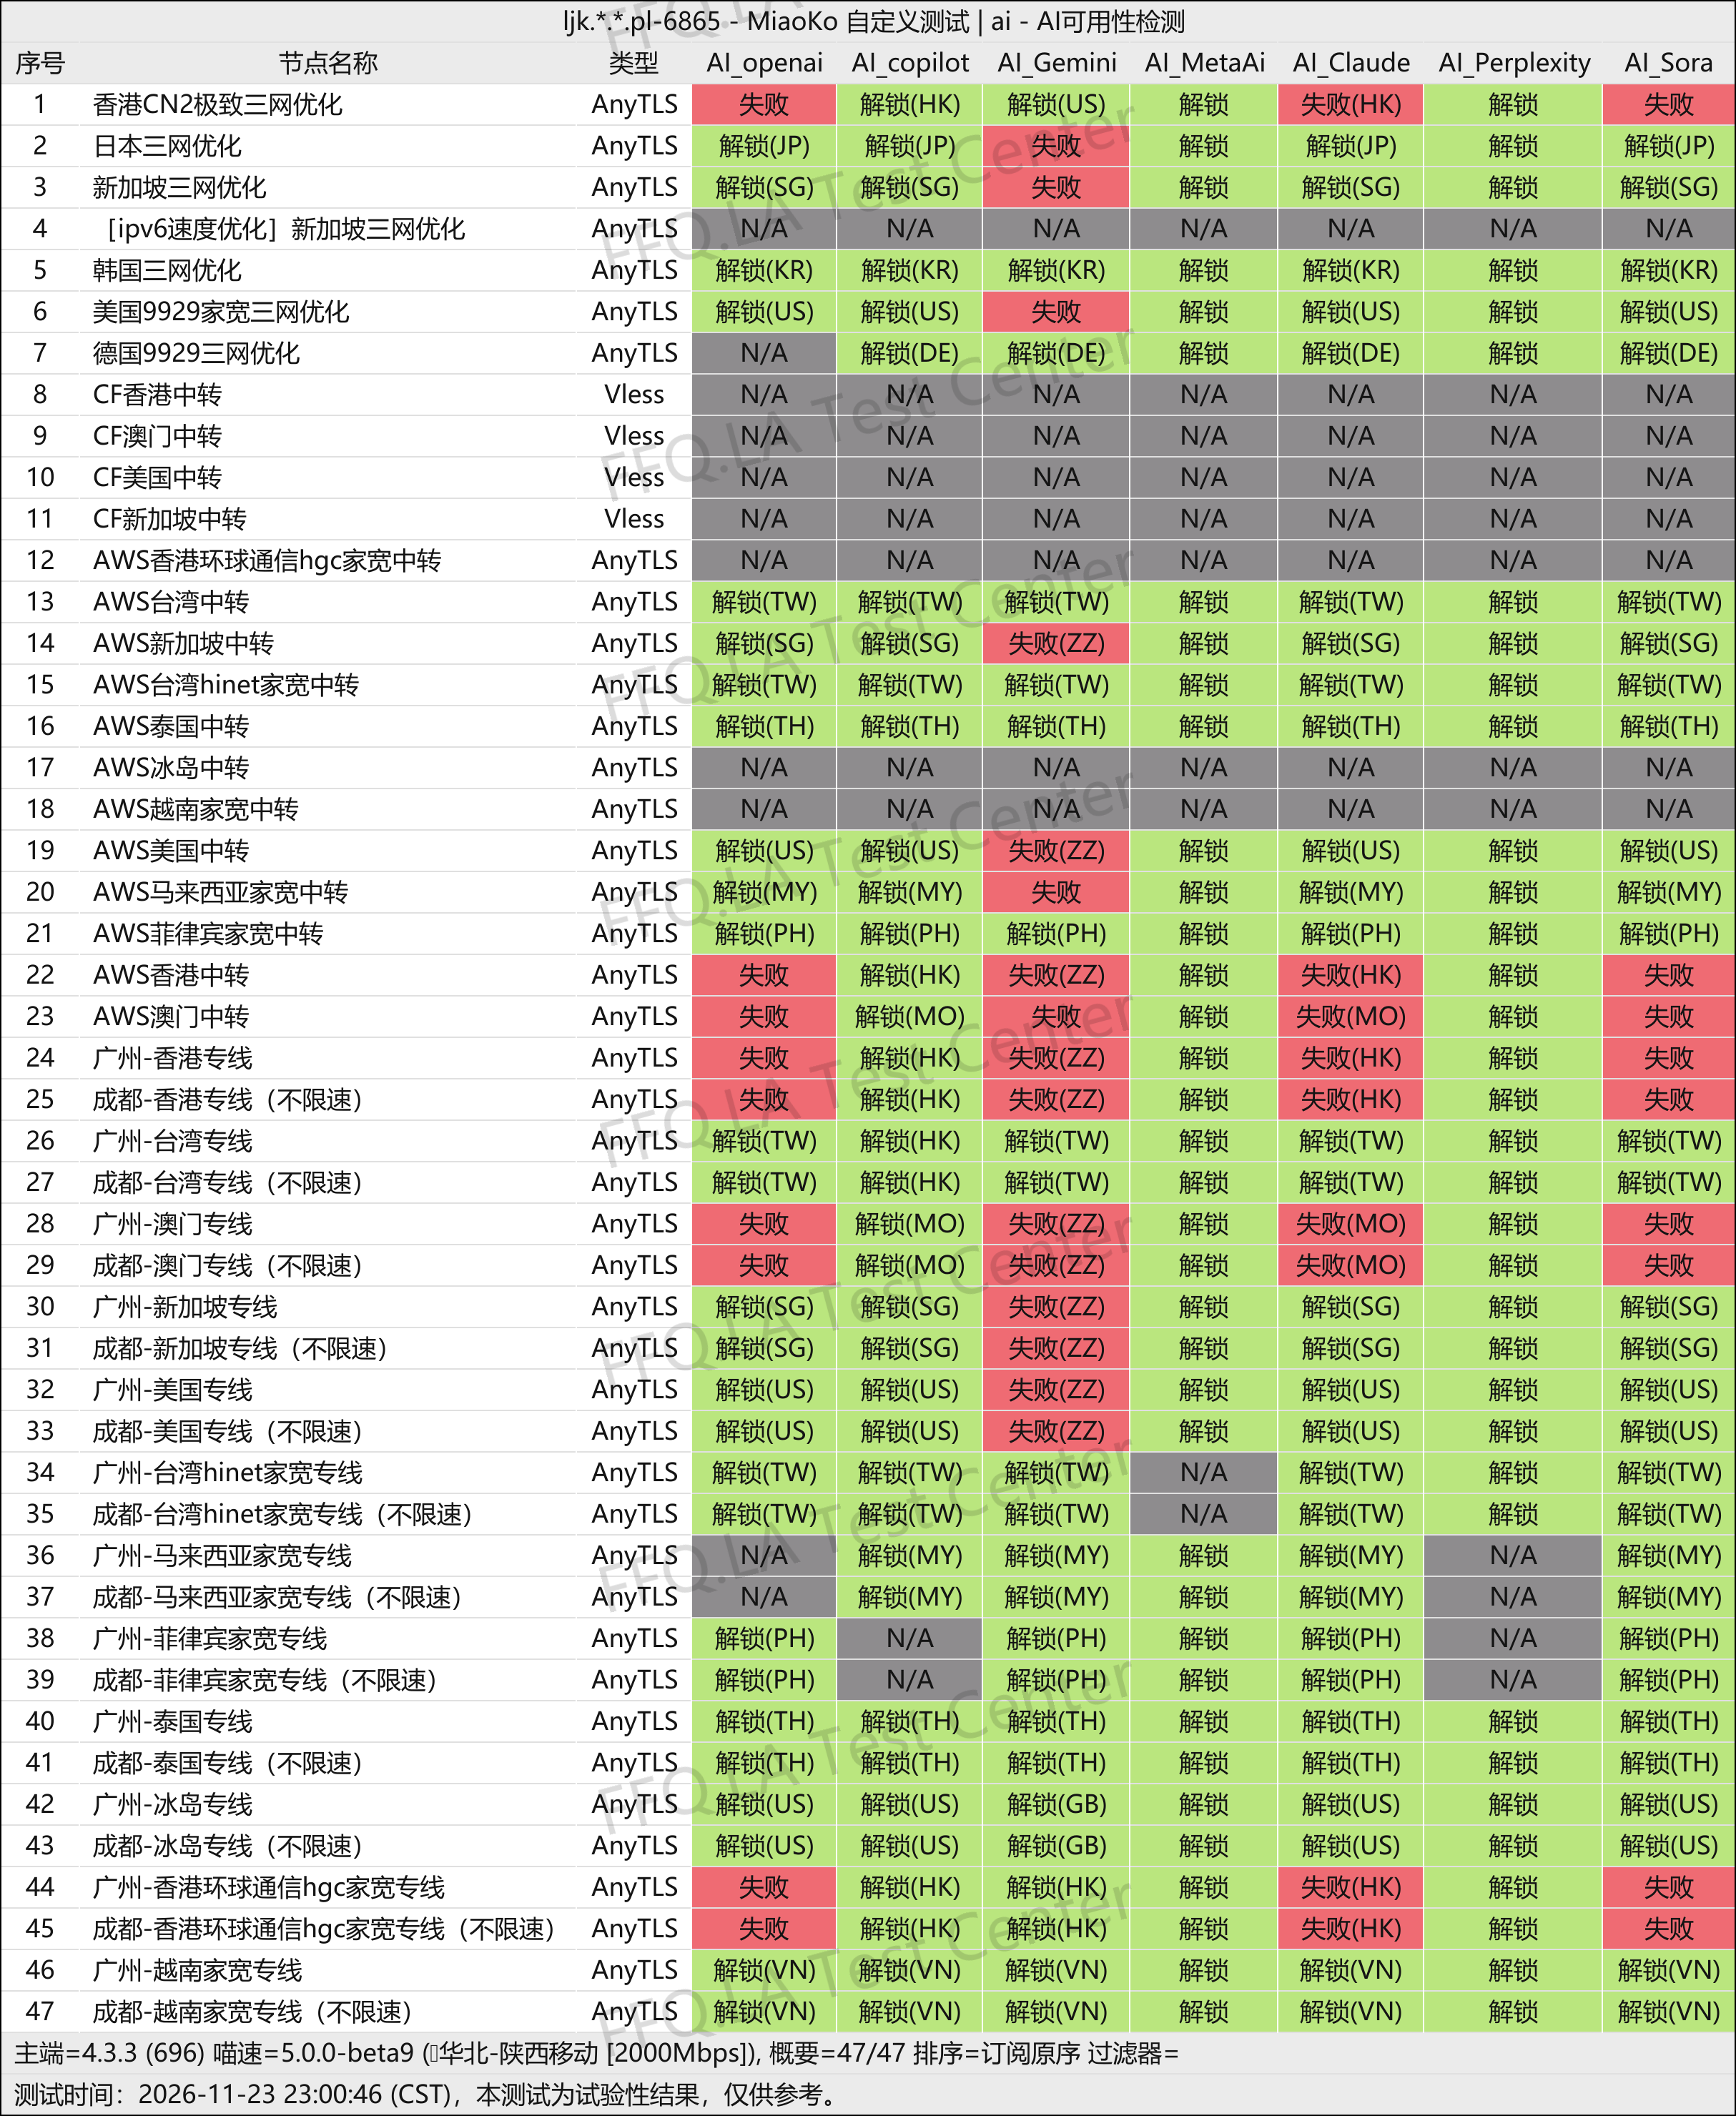 ljk.*.*.pl-6865 - MiaoKo 自定义测试 | ai - AI可用性检测
序号 节点名称 类型 AI_openai AI_copilot AI_Gemini AI_MetaAi AI_Claude AI_Perplexity AI_Sora
1 香港CN2极致三网优化 AnyTLS 失败 解锁(HK) 解锁(US) 解锁 失败(HK) 解锁 失败
2 日本三网优化 AnyTLS 解锁(JP) 解锁(JP) 失败 解锁 解锁(JP) 解锁 解锁(JP)
3 新加坡三网优化 AnyTLS 解锁(SG) 解锁(SG) 失败 解锁 解锁(SG) 解锁 解锁(SG)
4 ［ipv6速度优化］新加坡三网优化 AnyTLS N/A N/A N/A N/A N/A N/A N/A
5 韩国三网优化 AnyTLS 解锁(KR) 解锁(KR) 解锁(KR) 解锁 解锁(KR) 解锁 解锁(KR)
6 美国9929家宽三网优化 AnyTLS 解锁(US) 解锁(US) 失败 解锁 解锁(US) 解锁 解锁(US)
7 德国9929三网优化 AnyTLS N/A 解锁(DE) 解锁(DE) 解锁 解锁(DE) 解锁 解锁(DE)
8 CF香港中转 Vless N/A N/A N/A N/A N/A N/A N/A
9 CF澳门中转 Vless N/A N/A N/A N/A N/A N/A N/A
10 CF美国中转 Vless N/A N/A N/A N/A N/A N/A N/A
11 CF新加坡中转 Vless N/A N/A N/A N/A N/A N/A N/A
12 AWS香港环球通信hgc家宽中转 AnyTLS N/A N/A N/A N/A N/A N/A N/A
13 AWS台湾中转 AnyTLS 解锁(TW) 解锁(TW) 解锁(TW) 解锁 解锁(TW) 解锁 解锁(TW)
14 AWS新加坡中转 AnyTLS 解锁(SG) 解锁(SG) 失败(ZZ) 解锁 解锁(SG) 解锁 解锁(SG)
15 AWS台湾hinet家宽中转 AnyTLS 解锁(TW) 解锁(TW) 解锁(TW) 解锁 解锁(TW) 解锁 解锁(TW)
16 AWS泰国中转 AnyTLS 解锁(TH) 解锁(TH) 解锁(TH) 解锁 解锁(TH) 解锁 解锁(TH)
17 AWS冰岛中转 AnyTLS N/A N/A N/A N/A N/A N/A N/A
18 AWS越南家宽中转 AnyTLS N/A N/A N/A N/A N/A N/A N/A
19 AWS美国中转 AnyTLS 解锁(US) 解锁(US) 失败(ZZ) 解锁 解锁(US) 解锁 解锁(US)
20 AWS马来西亚家宽中转 AnyTLS 解锁(MY) 解锁(MY) 失败 解锁 解锁(MY) 解锁 解锁(MY)
21 AWS菲律宾家宽中转 AnyTLS 解锁(PH) 解锁(PH) 解锁(PH) 解锁 解锁(PH) 解锁 解锁(PH)
22 AWS香港中转 AnyTLS 失败 解锁(HK) 失败(ZZ) 解锁 失败(HK) 解锁 失败
23 AWS澳门中转 AnyTLS 失败 解锁(MO) 失败 解锁 失败(MO) 解锁 失败
24 广州-香港专线 AnyTLS 失败 解锁(HK) 失败(ZZ) 解锁 失败(HK) 解锁 失败
25 成都-香港专线（不限速） AnyTLS 失败 解锁(HK) 失败(ZZ) 解锁 失败(HK) 解锁 失败
26 广州-台湾专线 AnyTLS 解锁(TW) 解锁(HK) 解锁(TW) 解锁 解锁(TW) 解锁 解锁(TW)
27 成都-台湾专线（不限速） AnyTLS 解锁(TW) 解锁(HK) 解锁(TW) 解锁 解锁(TW) 解锁 解锁(TW)
28 广州-澳门专线 AnyTLS 失败 解锁(MO) 失败(ZZ) 解锁 失败(MO) 解锁 失败
29 成都-澳门专线（不限速） AnyTLS 失败 解锁(MO) 失败(ZZ) 解锁 失败(MO) 解锁 失败
30 广州-新加坡专线 AnyTLS 解锁(SG) 解锁(SG) 失败(ZZ) 解锁 解锁(SG) 解锁 解锁(SG)
31 成都-新加坡专线（不限速） AnyTLS 解锁(SG) 解锁(SG) 失败(ZZ) 解锁 解锁(SG) 解锁 解锁(SG)
32 广州-美国专线 AnyTLS 解锁(US) 解锁(US) 失败(ZZ) 解锁 解锁(US) 解锁 解锁(US)
33 成都-美国专线（不限速） AnyTLS 解锁(US) 解锁(US) 失败(ZZ) 解锁 解锁(US) 解锁 解锁(US)
34 广州-台湾hinet家宽专线 AnyTLS 解锁(TW) 解锁(TW) 解锁(TW) N/A 解锁(TW) 解锁 解锁(TW)
35 成都-台湾hinet家宽专线（不限速） AnyTLS 解锁(TW) 解锁(TW) 解锁(TW) N/A 解锁(TW) 解锁 解锁(TW)
36 广州-马来西亚家宽专线 AnyTLS N/A 解锁(MY) 解锁(MY) 解锁 解锁(MY) N/A 解锁(MY)
37 成都-马来西亚家宽专线（不限速） AnyTLS N/A 解锁(MY) 解锁(MY) 解锁 解锁(MY) N/A 解锁(MY)
38 广州-菲律宾家宽专线 AnyTLS 解锁(PH) N/A 解锁(PH) 解锁 解锁(PH) N/A 解锁(PH)
39 成都-菲律宾家宽专线（不限速） AnyTLS 解锁(PH) N/A 解锁(PH) 解锁 解锁(PH) N/A 解锁(PH)
40 广州-泰国专线 AnyTLS 解锁(TH) 解锁(TH) 解锁(TH) 解锁 解锁(TH) 解锁 解锁(TH)
41 成都-泰国专线（不限速） AnyTLS 解锁(TH) 解锁(TH) 解锁(TH) 解锁 解锁(TH) 解锁 解锁(TH)
42 广州-冰岛专线 AnyTLS 解锁(US) 解锁(US) 解锁(GB) 解锁 解锁(US) 解锁 解锁(US)
43 成都-冰岛专线（不限速） AnyTLS 解锁(US) 解锁(US) 解锁(GB) 解锁 解锁(US) 解锁 解锁(US)
44 广州-香港环球通信hgc家宽专线 AnyTLS 失败 解锁(HK) 解锁(HK) 解锁 失败(HK) 解锁 失败
45 成都-香港环球通信hgc家宽专线（不限速） AnyTLS 失败 解锁(HK) 解锁(HK) 解锁 失败(HK) 解锁 失败
46 广州-越南家宽专线 AnyTLS 解锁(VN) 解锁(VN) 解锁(VN) 解锁 解锁(VN) 解锁 解锁(VN)
47 成都-越南家宽专线（不限速） AnyTLS 解锁(VN) 解锁(VN) 解锁(VN) 解锁 解锁(VN) 解锁 解锁(VN)
主端=4.3.3 (696) 喵速=5.0.0-beta9 (华北-陕西移动 [2000Mbps]), 概要=47/47 排序=订阅原序 过滤器=
测试时间：2026-11-23 23:00:46 (CST)，本测试为试验性结果，仅供参考。
FFQ.LA Test Center
FFQ.LA Test Center
FFQ.LA Test Center
FFQ.LA Test Center
FFQ.LA Test Center
FFQ.LA Test Center
FFQ.LA Test Center
FFQ.LA Test Center
FFQ.LA Test Center